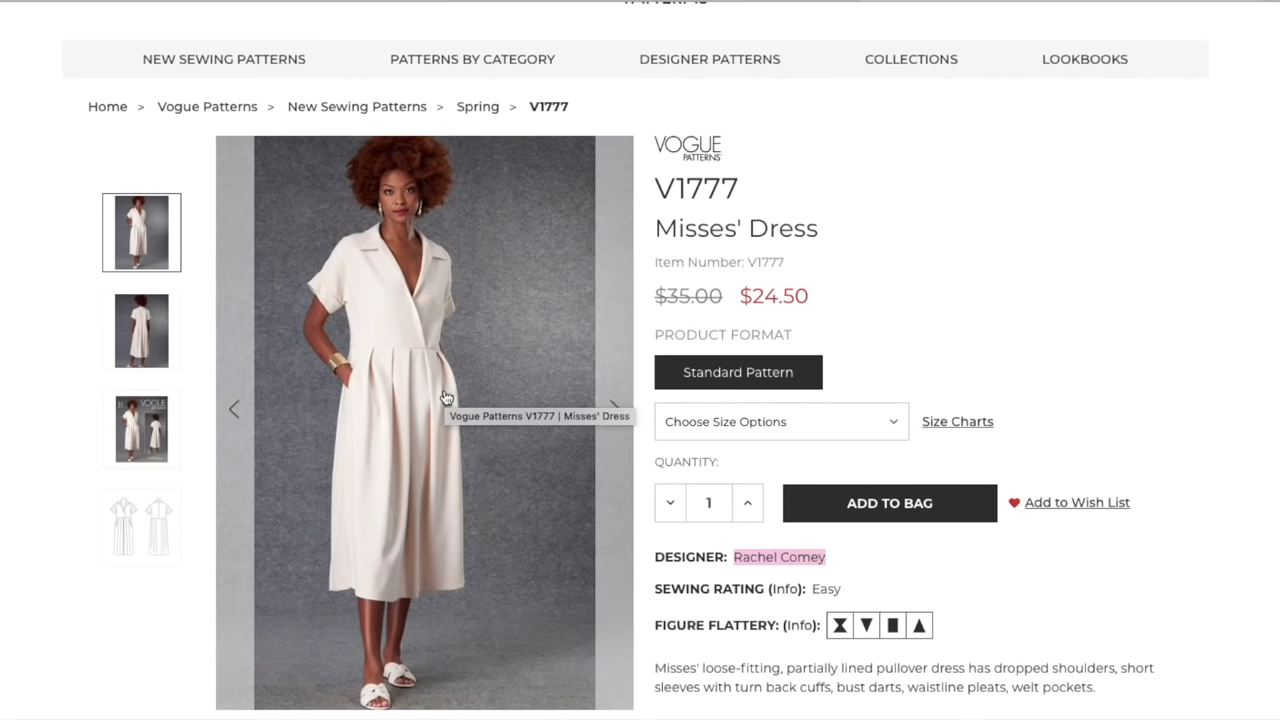 NEW SEWING PATTERNS PATTERNS BY CATEGORY DESIGNER PATTERNS COLLECTIONS LOOKBOOKS
Home > Vogue Patterns > New Sewing Patterns > Spring > V1777
VOGUE
PATTERNS
V1777
Misses' Dress
Item Number: V1777
$35.00 $24.50
PRODUCT FORMAT
Standard Pattern
Choose Size Options Size Charts
Vogue Patterns V1777 | Misses' Dress
QUANTITY:
1 ADD TO BAG Add to Wish List
DESIGNER: Rachel Comey
SEWING RATING (Info): Easy
FIGURE FLATTERY: (Info):
Misses' loose-fitting, partially lined pullover dress has dropped shoulders, short
sleeves with turn back cuffs, bust darts, waistline pleats, welt pockets.
VOGUE